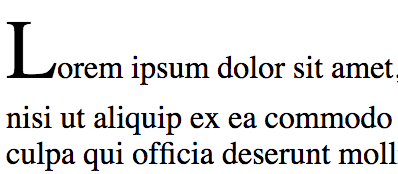 Lorem ipsum dolor sit amet,
nisi ut aliquip ex ea commodo
culpa qui officia deserunt moll